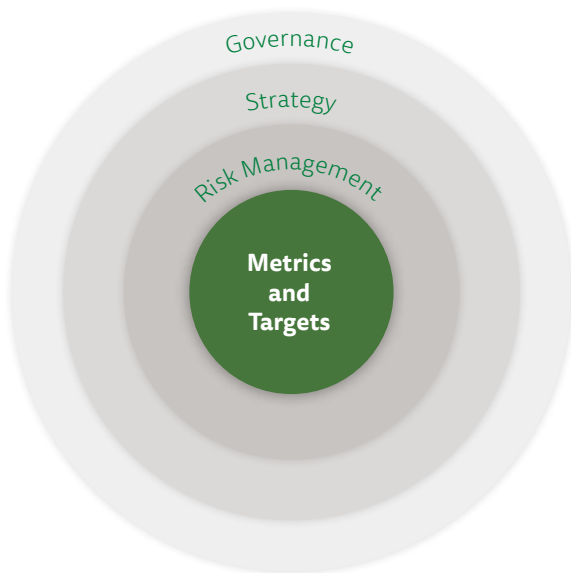 Governance
Strategy
Risk Management
Metrics
and
Targets